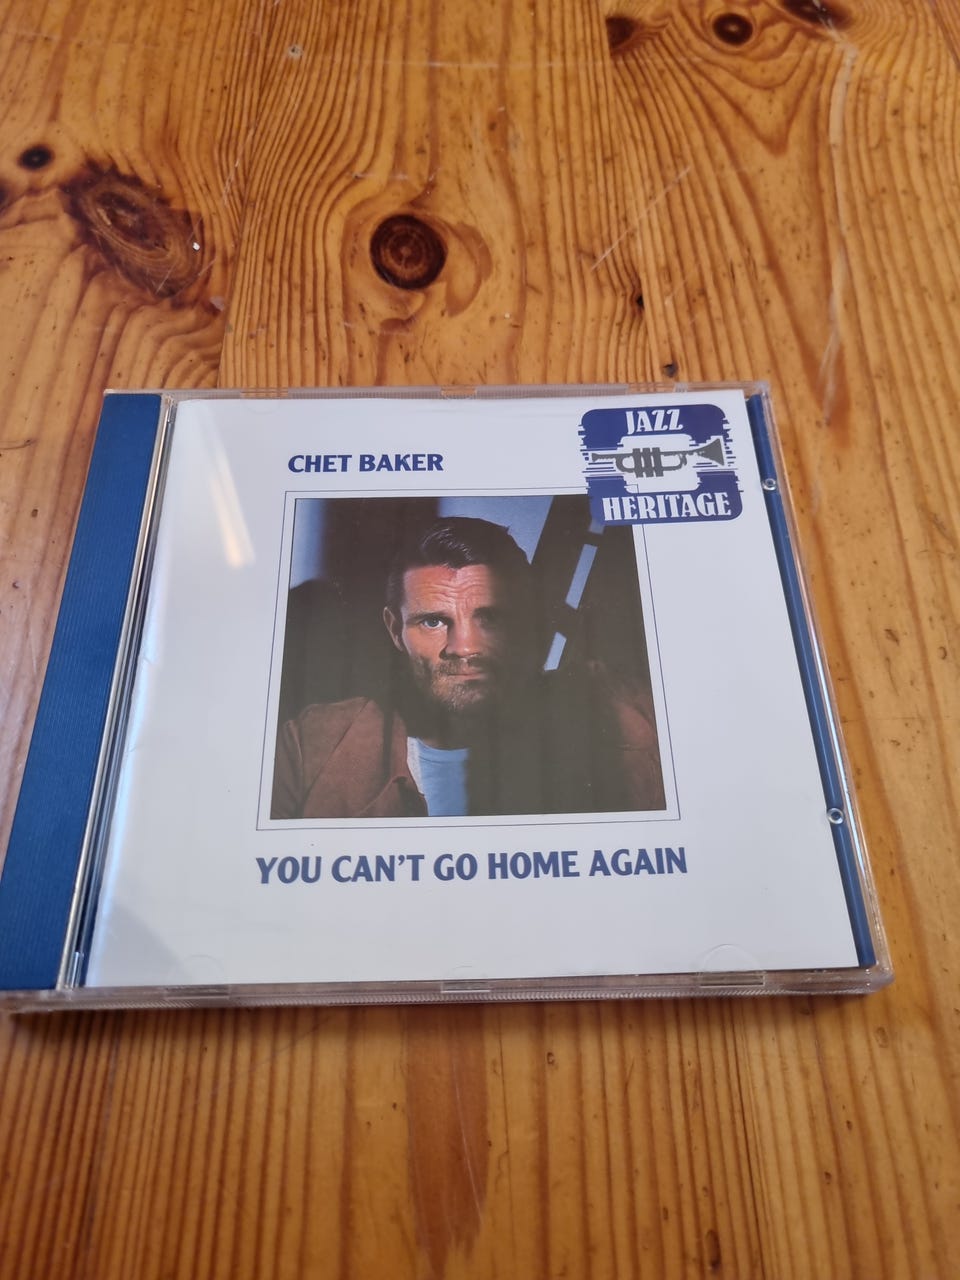 JAZZ
HERITAGE
CHET BAKER
YOU CAN'T GO HOME AGAIN